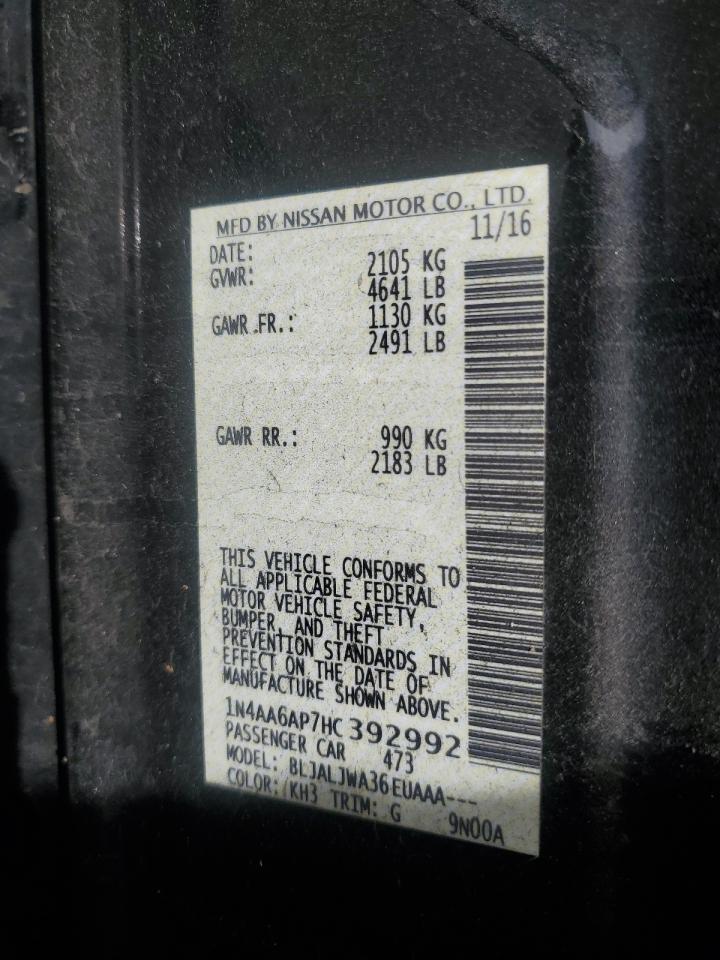 MFD BY NISSAN MOTOR CO., LTD.
DATE: 11/16
GVWR: 2105 KG
4641 LB
GAWR FR.: 1130 KG
2491 LB
GAWR RR.: 990 KG
2183 LB
THIS VEHICLE CONFORMS TO
ALL APPLICABLE FEDERAL
MOTOR VEHICLE SAFETY,
BUMPER, AND THEFT
PREVENTION STANDARDS IN
EFFECT ON THE DATE OF
MANUFACTURE SHOWN ABOVE.
1N4AA6AP7HC 392992
PASSENGER CAR 473
MODEL: BLJALJWA36EUAAA---
COLOR: KH3 TRIM: G 9N00A